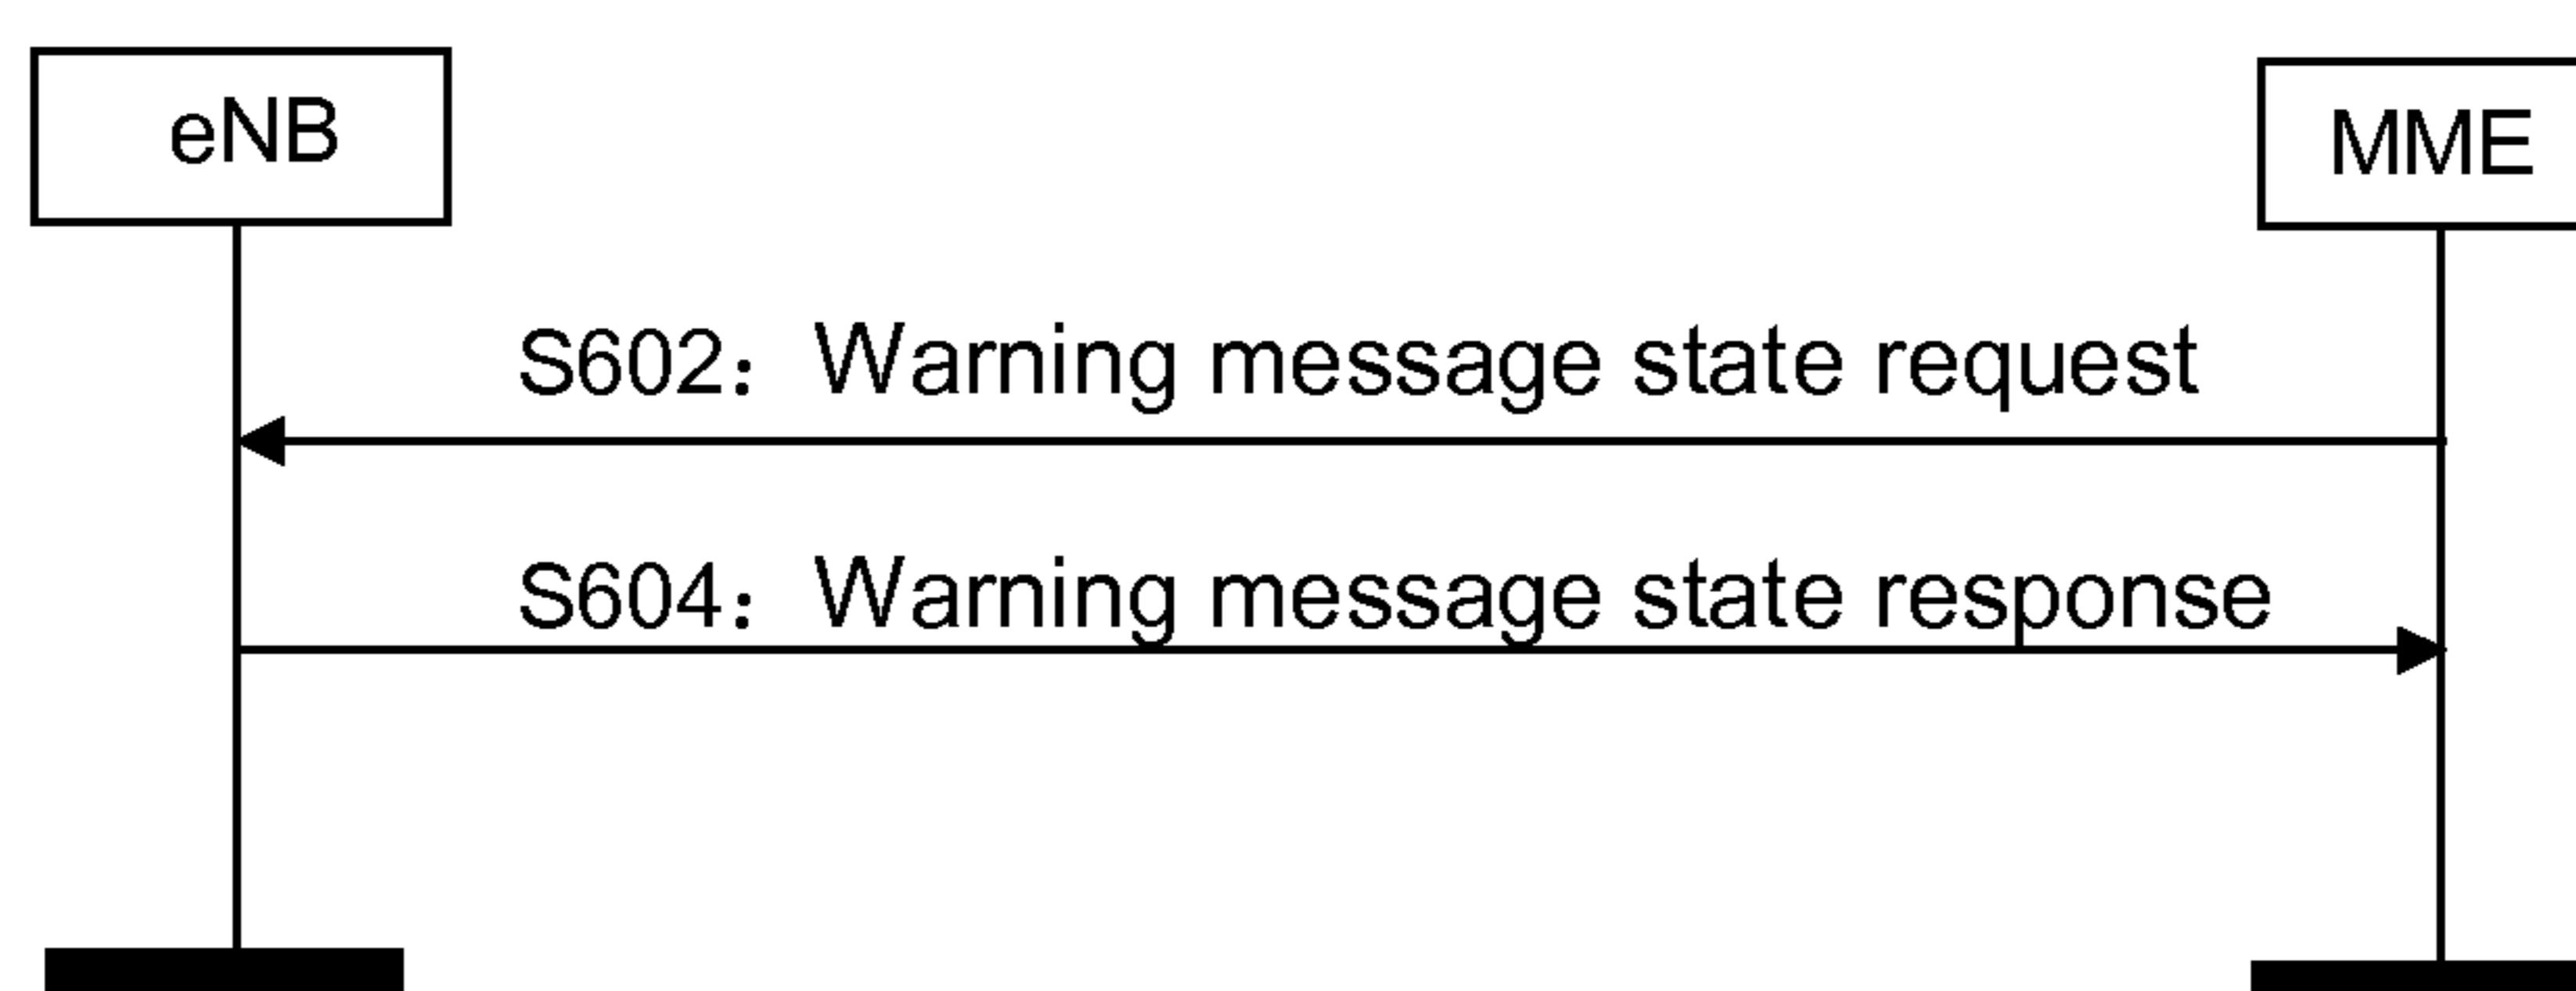 eNB
MME
S602：Warning message state request
S604：Warning message state response